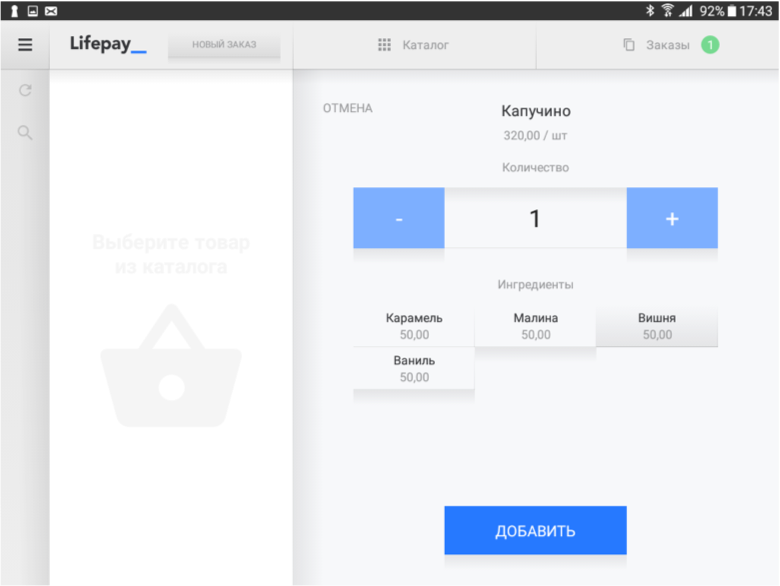 92% 17:43
Lifepay_
НОВЫЙ ЗАКАЗ
Каталог
Заказы 1
ОТМЕНА
Капучино
320,00 / шт
Количество
- 1 +
Выберите товар
из каталога
Ингредиенты
Карамель
50,00
Малина
50,00
Вишня
50,00
Ваниль
50,00
ДОБАВИТЬ